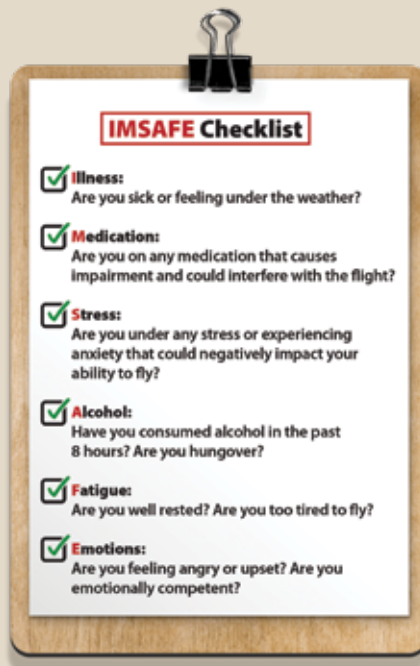 IMSAFE Checklist
Illness:
Are you sick or feeling under the weather?
Medication:
Are you on any medication that causes
impairment and could interfere with the flight?
Stress:
Are you under any stress or experiencing
anxiety that could negatively impact your
ability to fly?
Alcohol:
Have you consumed alcohol in the past
8 hours? Are you hungover?
Fatigue:
Are you well rested? Are you too tired to fly?
Emotions:
Are you feeling angry or upset? Are you
emotionally competent?